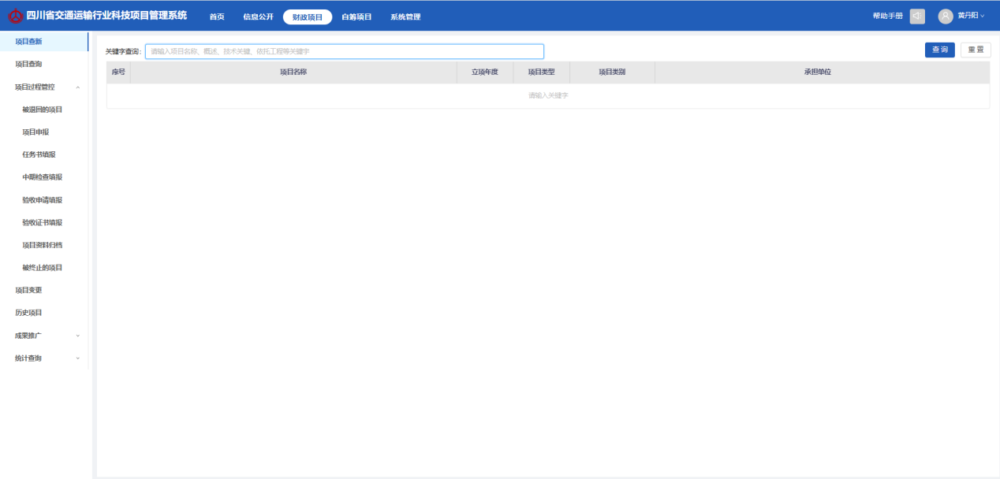 四川省交通运输行业科技项目管理系统 首页 信息公开 财政项目 自筹项目 系统管理 帮助手册 黄丹阳
项目查新
关键字查询: 请输入项目名称、概述、技术关键、依托工程等关键字 查询 重置
项目查询
序号 项目名称 立项年度 项目类型 项目类别 承担单位
项目过程管控
请输入关键字
被退回的项目
项目申报
任务书填报
中期检查填报
验收申请填报
验收证书填报
项目资料归档
被终止的项目
项目变更
历史项目
成果推广
统计查询